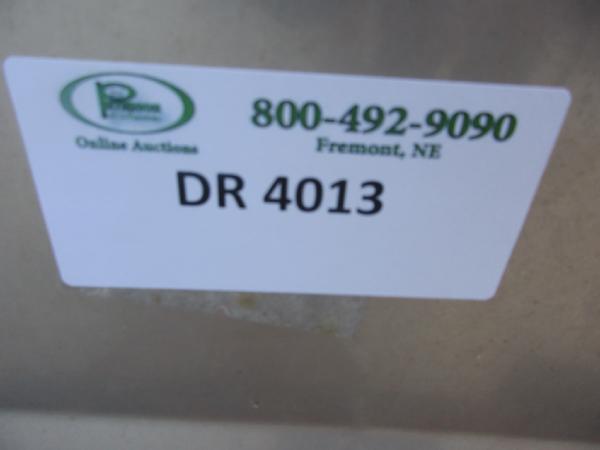 800-492-9090
Online Auctions
Fremont, NE
DR 4013